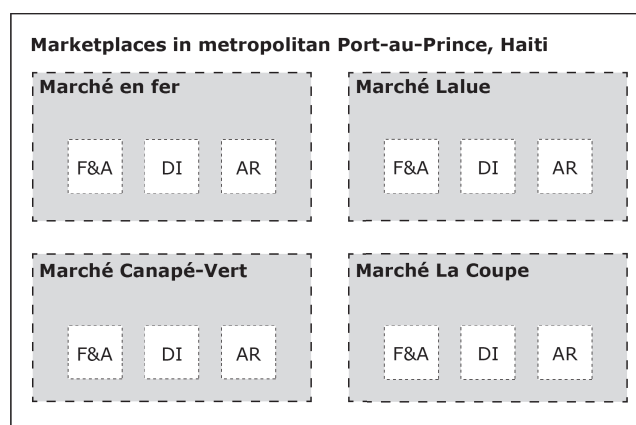 Marketplaces in metropolitan Port-au-Prince, Haiti
Marché en fer
F&A DI AR
Marché Lalue
F&A DI AR
Marché Canapé-Vert
F&A DI AR
Marché La Coupe
F&A DI AR